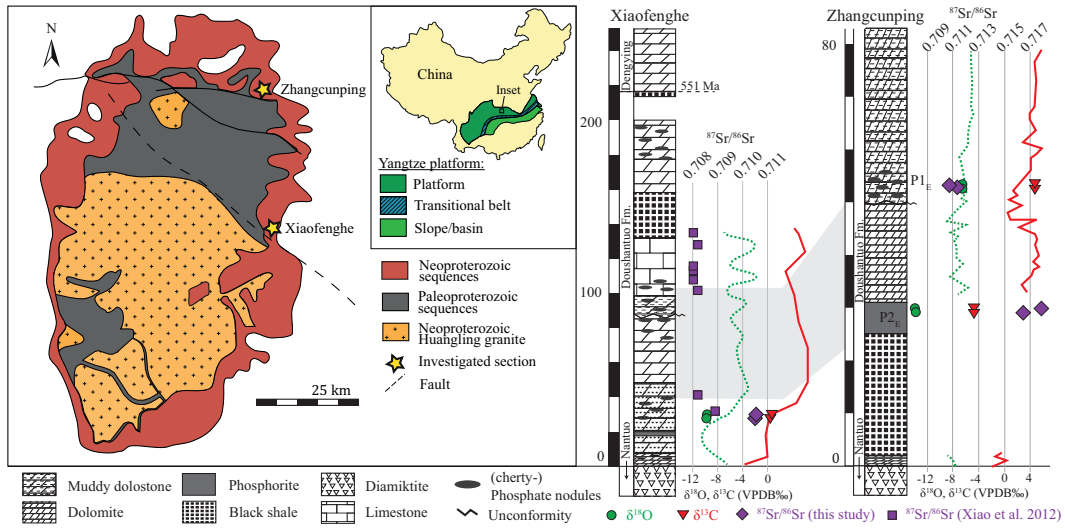 N
Zhangcunping
Xiaofenghe
China
Inset
Yangtze platform:
Platform
Transitional belt
Slope/basin
Neoproterozoic
sequences
Paleoproterozoic
sequences
Neoproterozoic
Huangling granite
Investigated section
Fault
25 km
Xiaofenghe
Dengying
551 Ma
200
⁸⁷Sr/⁸⁶Sr
0.708
0.709
0.710
0.711
Doushantuo Fm.
100
Nantuo
0
-12
-8
-4
0
4
δ¹⁸O, δ¹³C (VPDB‰)
Zhangcunping
⁸⁷Sr/⁸⁶Sr
0.709
0.711
0.713
0.715
0.717
80
P1E
Doushantuo Fm.
P2E
Nantuo
0
-12
-8
-4
0
4
δ¹⁸O, δ¹³C (VPDB‰)
Muddy dolostone
Phosphorite
Diamiktite
(cherty-)
Phosphate nodules
Dolomite
Black shale
Limestone
Unconformity
δ¹⁸O
δ¹³C
⁸⁷Sr/⁸⁶Sr (this study)
⁸⁷Sr/⁸⁶Sr (Xiao et al. 2012)